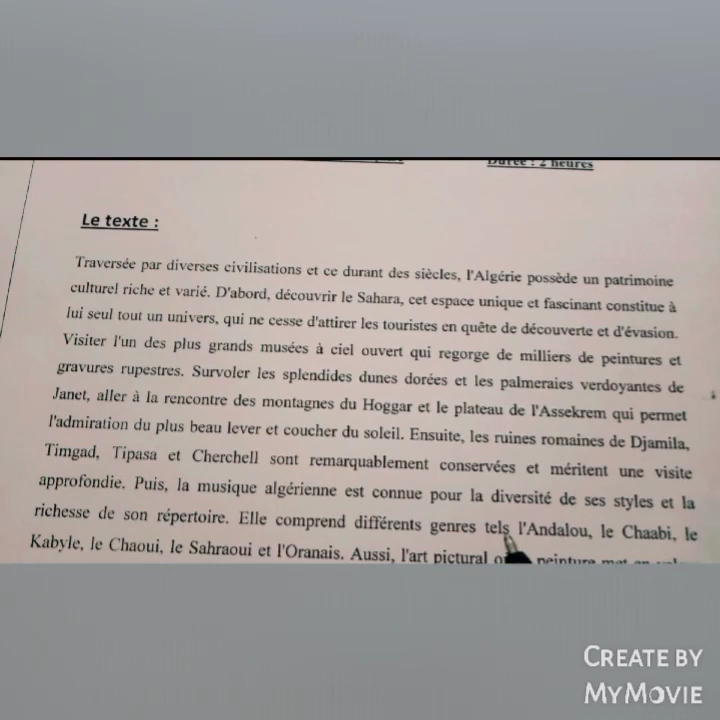 Durée : 2 heures
Le texte :
Traversée par diverses civilisations et ce durant des siècles, l'Algérie possède un patrimoine
culturel riche et varié. D'abord, découvrir le Sahara, cet espace unique et fascinant constitue à
lui seul tout un univers, qui ne cesse d'attirer les touristes en quête de découverte et d'évasion.
Visiter l'un des plus grands musées à ciel ouvert qui regorge de milliers de peintures et
gravures rupestres. Survoler les splendides dunes dorées et les palmeraies verdoyantes de
Janet, aller à la rencontre des montagnes du Hoggar et le plateau de l'Assekrem qui permet
l'admiration du plus beau lever et coucher du soleil. Ensuite, les ruines romaines de Djamila,
Timgad, Tipasa et Cherchell sont remarquablement conservées et méritent une visite
approfondie. Puis, la musique algérienne est connue pour la diversité de ses styles et la
richesse de son répertoire. Elle comprend différents genres tels l'Andalou, le Chaabi, le
Kabyle, le Chaoui, le Sahraoui et l'Oranais. Aussi, l'art pictural peinture met en
CREATE BY
MYMOVIE